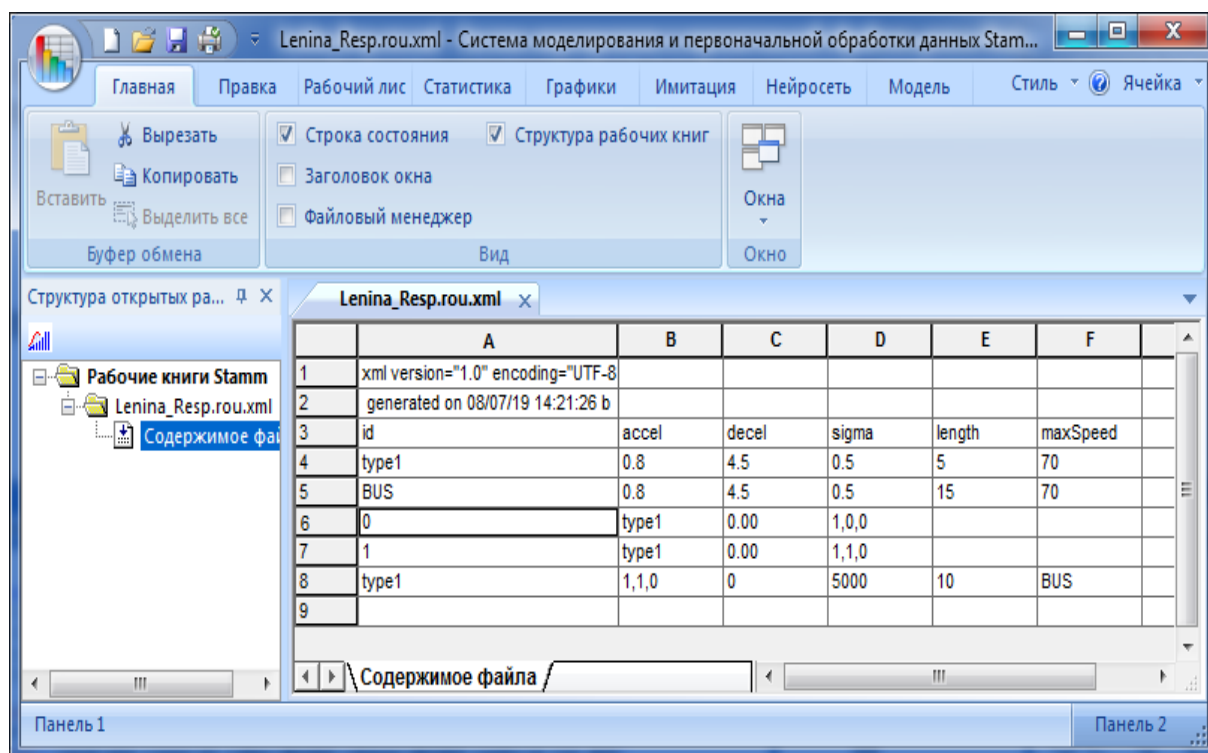 Lenina_Resp.rou.xml - Система моделирования и первоначальной обработки данных Stam...
Главная Правка Рабочий лис Статистика Графики Имитация Нейросеть Модель Стиль Ячейка
Вставить
Вырезать
Копировать
Выделить все
Буфер обмена
Строка состояния Структура рабочих книг
Заголовок окна
Файловый менеджер
Вид
Окна
Окно
Структура открытых ра...
Рабочие книги Stamm
Lenina_Resp.rou.xml
Содержимое фай
Lenina_Resp.rou.xml
A B C D E F
1 xml version="1.0" encoding="UTF-8
2 generated on 08/07/19 14:21:26 b
3 id accel decel sigma length maxSpeed
4 type1 0.8 4.5 0.5 5 70
5 BUS 0.8 4.5 0.5 15 70
6 0 type1 0.00 1,0,0
7 1 type1 0.00 1,1,0
8 type1 1,1,0 0 5000 10 BUS
9
Содержимое файла
Панель 1 Панель 2